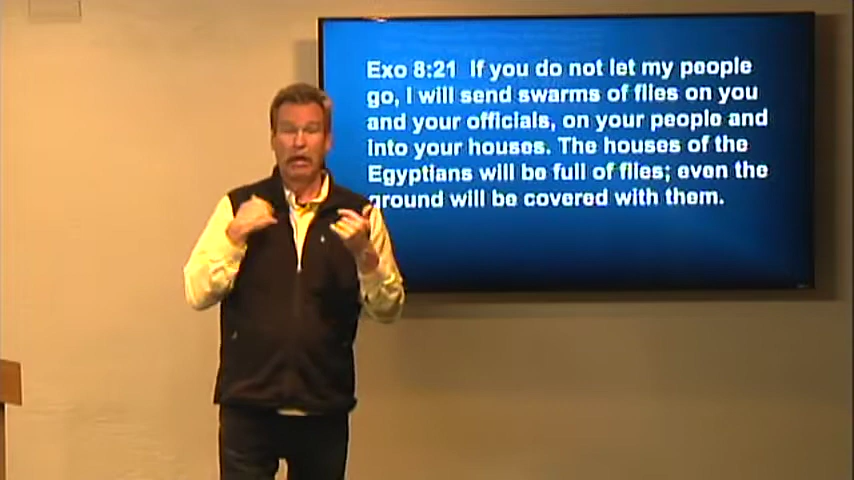 Exo 8:21 If you do not let my people
go, I will send swarms of flies on you
and your officials, on your people and
into your houses. The houses of the
Egyptians will be full of flies; even the
ground will be covered with them.